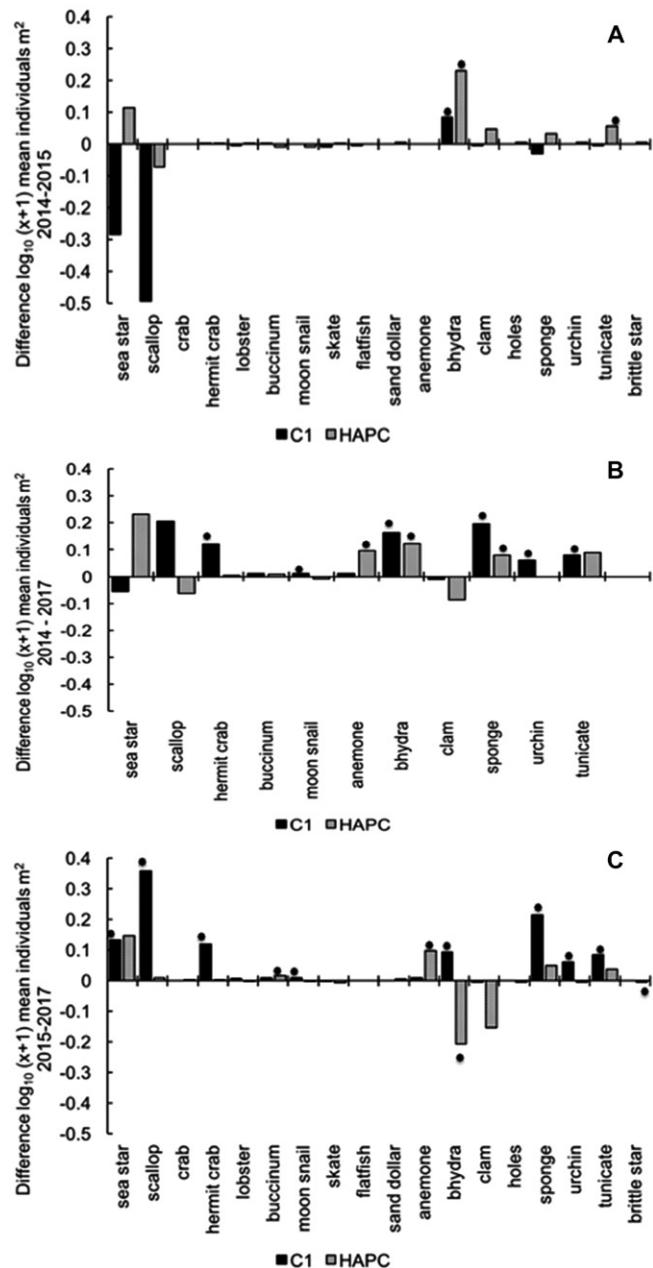 A
Difference log10 (x+1) mean individuals m2
2014-2015
0.4
0.3
0.2
0.1
0
-0.1
-0.2
-0.3
-0.4
-0.5
sea star
scallop
crab
hermit crab
lobster
buccinum
moon snail
skate
flatfish
sand dollar
anemone
bhydra
clam
holes
sponge
urchin
tunicate
brittle star
C1
HAPC
B
Difference log10 (x+1) mean individuals m2
2014 - 2017
0.4
0.3
0.2
0.1
0
-0.1
-0.2
-0.3
-0.4
-0.5
sea star
scallop
hermit crab
buccinum
moon snail
anemone
bhydra
clam
sponge
urchin
tunicate
C1
HAPC
C
Difference log10 (x+1) mean individuals m2
2015-2017
0.4
0.3
0.2
0.1
0
-0.1
-0.2
-0.3
-0.4
-0.5
sea star
scallop
crab
hermit crab
lobster
buccinum
moon snail
skate
flatfish
sand dollar
anemone
bhydra
clam
holes
sponge
urchin
tunicate
brittle star
C1
HAPC